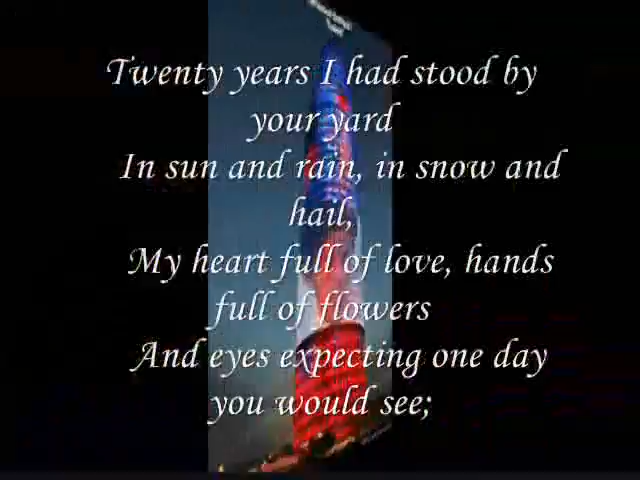 Twenty years I had stood by
your yard
In sun and rain, in snow and
hail,
My heart full of love, hands
full of flowers
And eyes expecting one day
you would see;